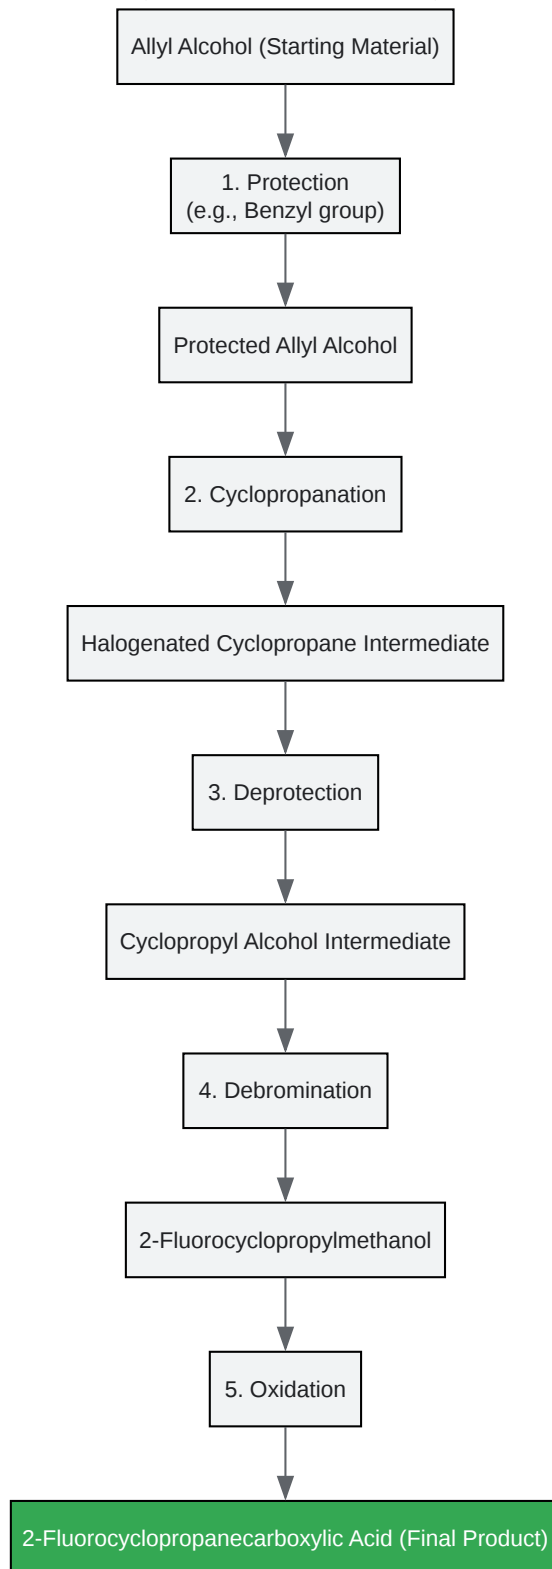 Allyl Alcohol (Starting Material)
1. Protection
(e.g., Benzyl group)
Protected Allyl Alcohol
2. Cyclopropanation
Halogenated Cyclopropane Intermediate
3. Deprotection
Cyclopropyl Alcohol Intermediate
4. Debromination
2-Fluorocyclopropylmethanol
5. Oxidation
2-Fluorocyclopropanecarboxylic Acid (Final Product)